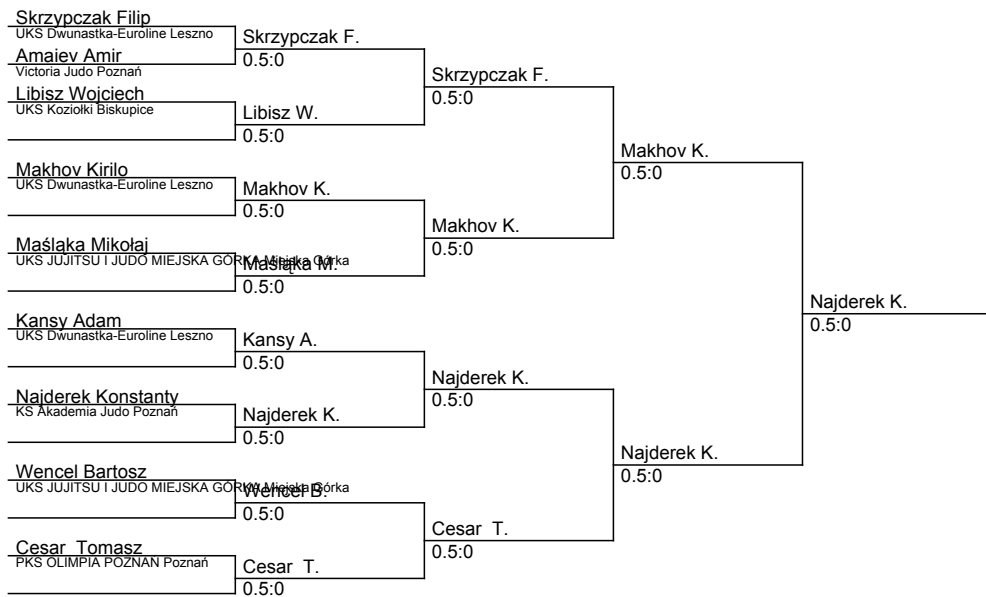 Skrzypczak Filip
UKS Dwunastka-Euroline Leszno
Amaiev Amir
Victoria Judo Poznań
Libisz Wojciech
UKS Koziołki Biskupice
Makhov Kirilo
UKS Dwunastka-Euroline Leszno
Maśląka Mikołaj
UKS JUJITSU I JUDO MIEJSKA GÓRKA Miejska Górka
Kansy Adam
UKS Dwunastka-Euroline Leszno
Najderek Konstanty
KS Akademia Judo Poznań
Wencel Bartosz
UKS JUJITSU I JUDO MIEJSKA GÓRKA Miejska Górka
Cesar Tomasz
PKS OLIMPIA POZNAŃ Poznań
Skrzypczak F.
0.5:0
Libisz W.
0.5:0
Makhov K.
0.5:0
Maśląka M.
0.5:0
Kansy A.
0.5:0
Najderek K.
0.5:0
Wencel B.
0.5:0
Cesar T.
0.5:0
Skrzypczak F.
0.5:0
Makhov K.
0.5:0
Najderek K.
0.5:0
Cesar T.
0.5:0
Makhov K.
0.5:0
Najderek K.
0.5:0
Najderek K.
0.5:0